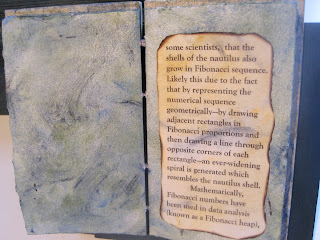 some scientists, that the
shells of the nautilus also
grow in Fibonacci sequence.
Likely this due to the fact
that by representing the
numerical sequence
geometrically—by drawing
adjacent rectangles in
Fibonacci proportions and
then drawing a line through
opposite corners of each
rectangle—an ever-widening
spiral is generated which
resembles the nautilus shell.
Mathematically,
Fibonacci numbers have
been used in data analysis
(known as a Fibonacci heap),